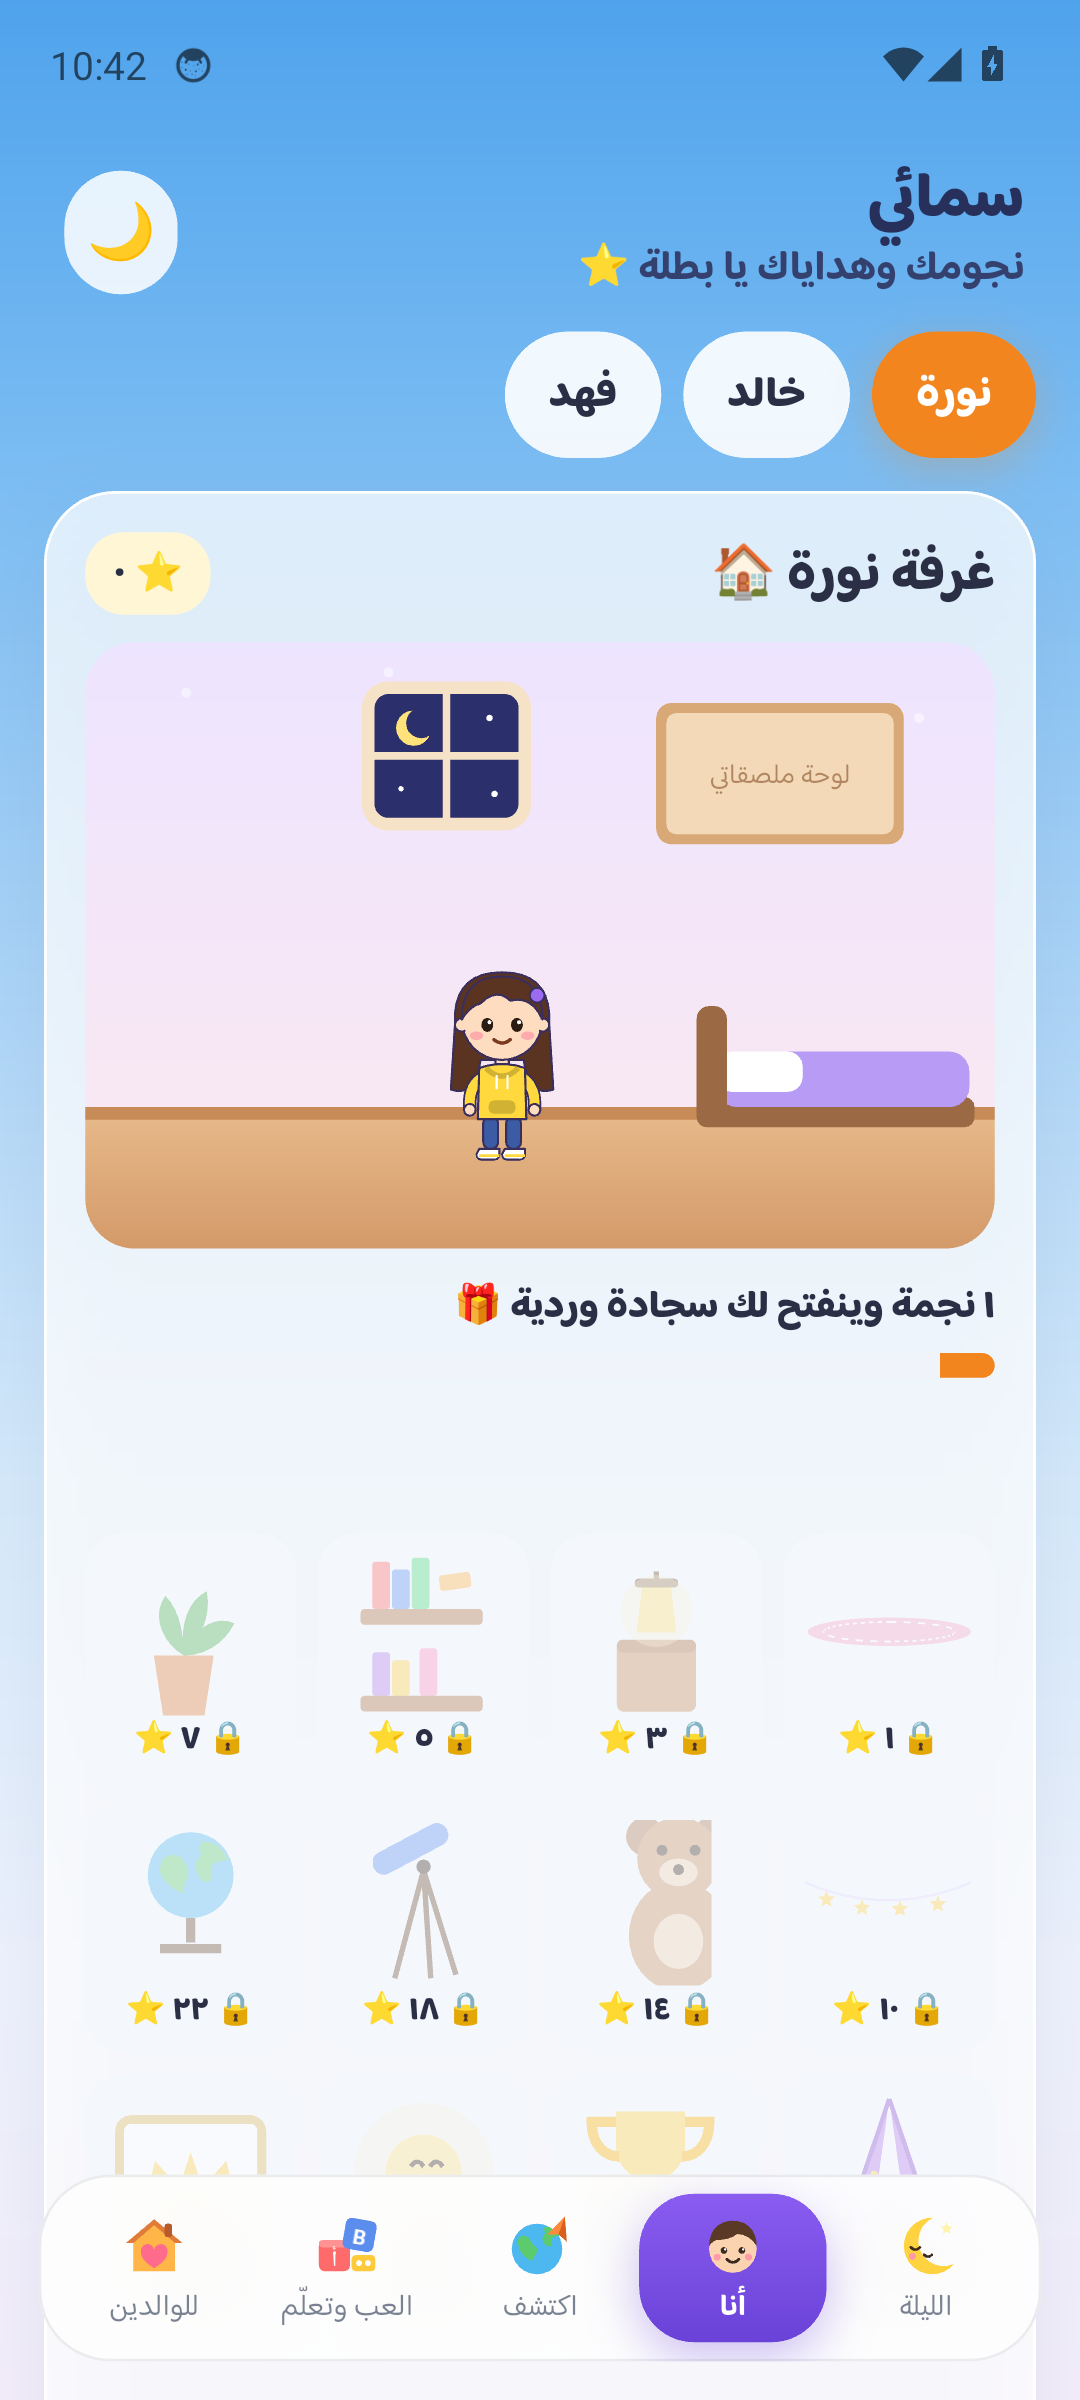 10:42
سمائي
نجومك وهداياك يا بطلة ⭐
نورة
خالد
فهد
غرفة نورة 🏠
⭐ ٠
لوحة ملصقاتي
١ نجمة وينفتح لك سجادة وردية 🎁
🔒 ١ ⭐
🔒 ٣ ⭐
🔒 ٥ ⭐
🔒 ٧ ⭐
🔒 ١٠ ⭐
🔒 ١٤ ⭐
🔒 ١٨ ⭐
🔒 ٢٢ ⭐
الليلة
أنا
اكتشف
العب وتعلّم
للوالدين